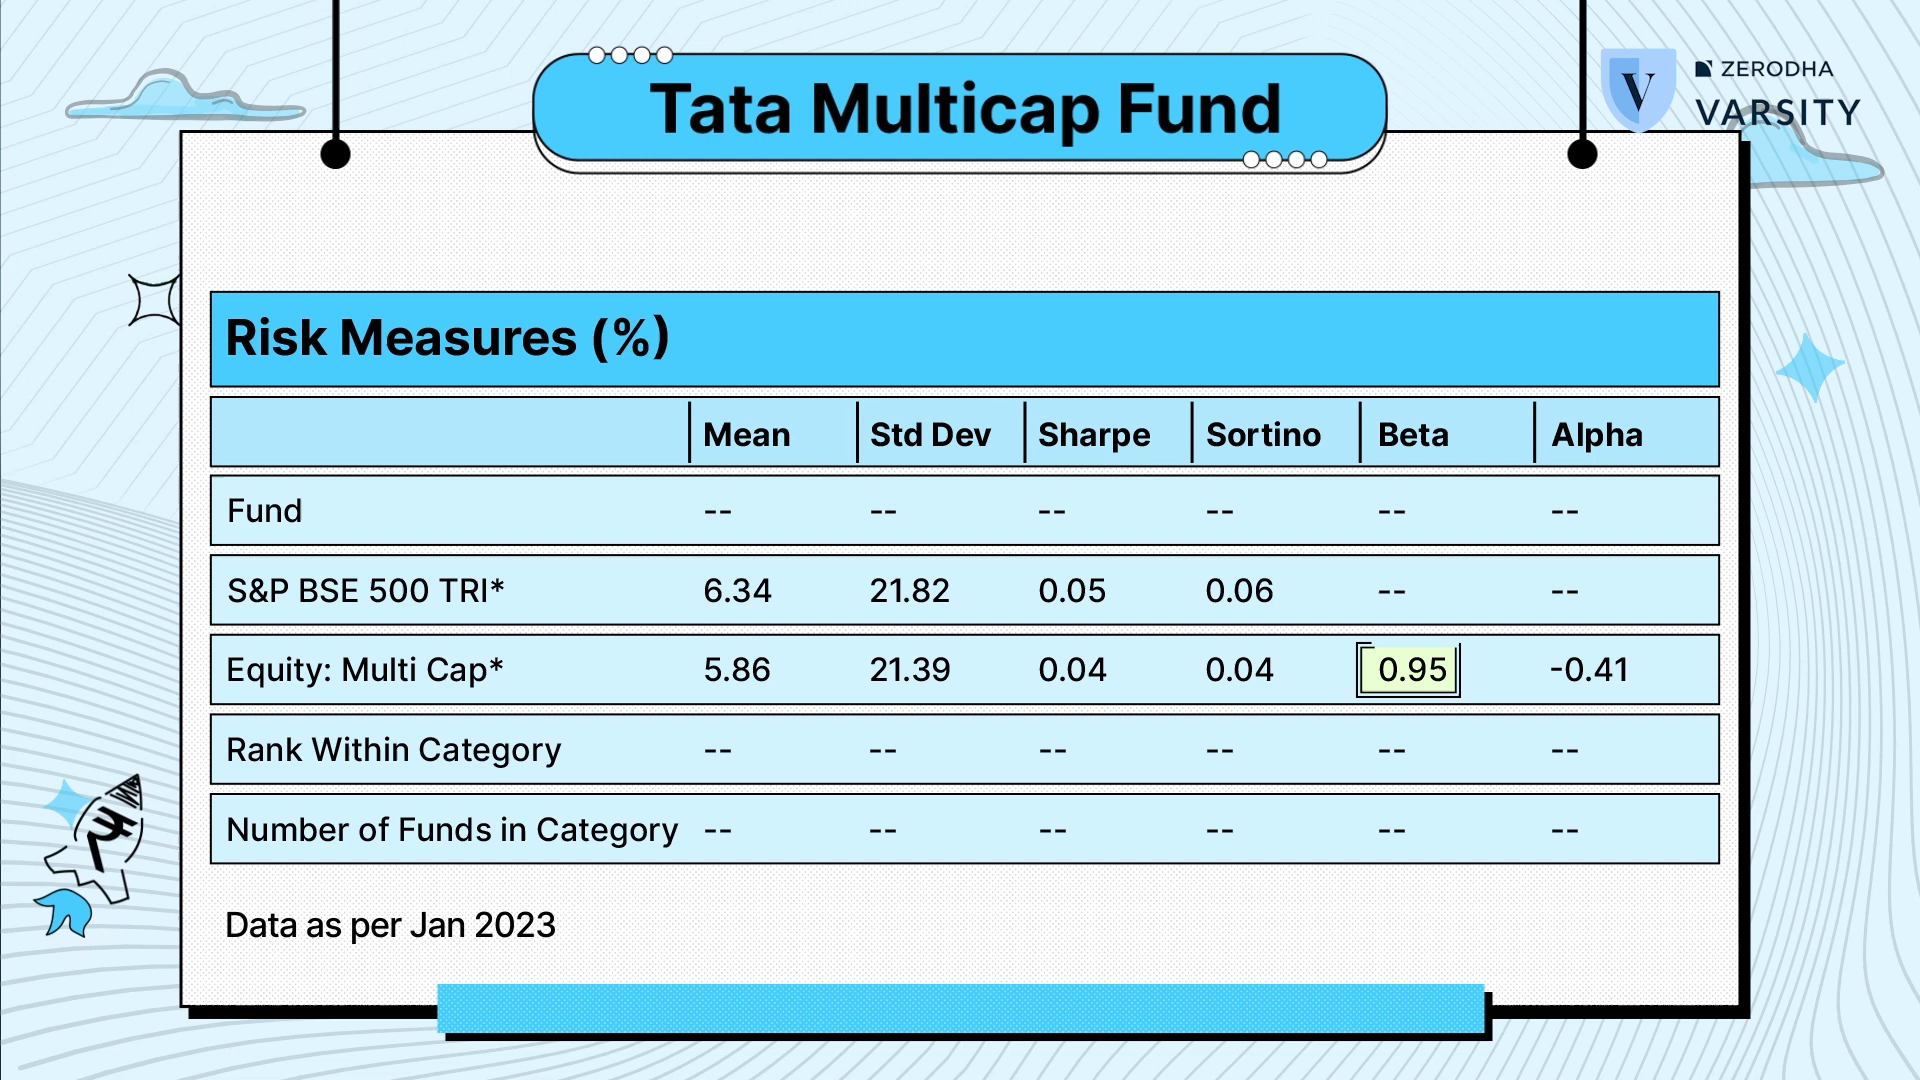 Tata Multicap Fund
V ZERODHA
VARSITY
Risk Measures (%)
Mean Std Dev Sharpe Sortino Beta Alpha
Fund -- -- -- -- -- --
S&P BSE 500 TRI* 6.34 21.82 0.05 0.06 -- --
Equity: Multi Cap* 5.86 21.39 0.04 0.04 0.95 -0.41
Rank Within Category -- -- -- -- -- --
Number of Funds in Category -- -- -- -- -- --
₹
Data as per Jan 2023